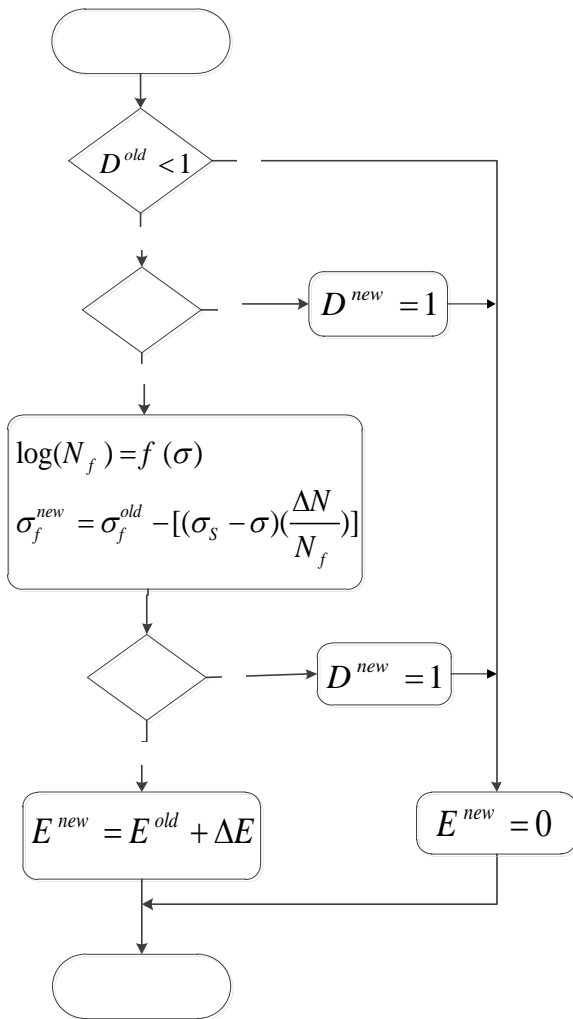 D^{old} < 1
D^{new} = 1
log(N_f) = f(σ)
σ_f^{new} = σ_f^{old} − [(σ_S − σ)(\frac{ΔN}{N_f})]
D^{new} = 1
E^{new} = E^{old} + ΔE
E^{new} = 0